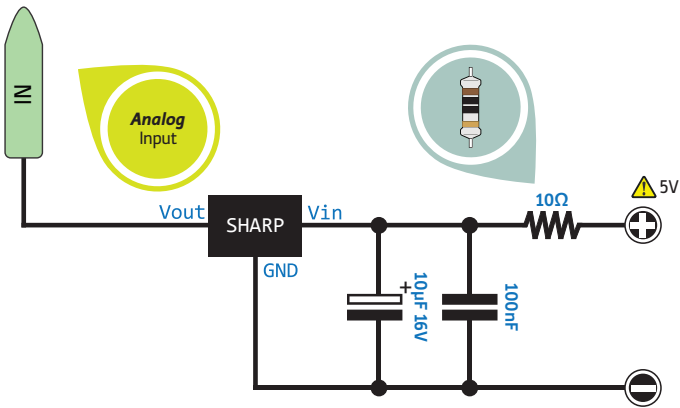 IN
Analog
Input
Vout
SHARP
Vin
GND
+
10µF 16V
100nF
10Ω
5V